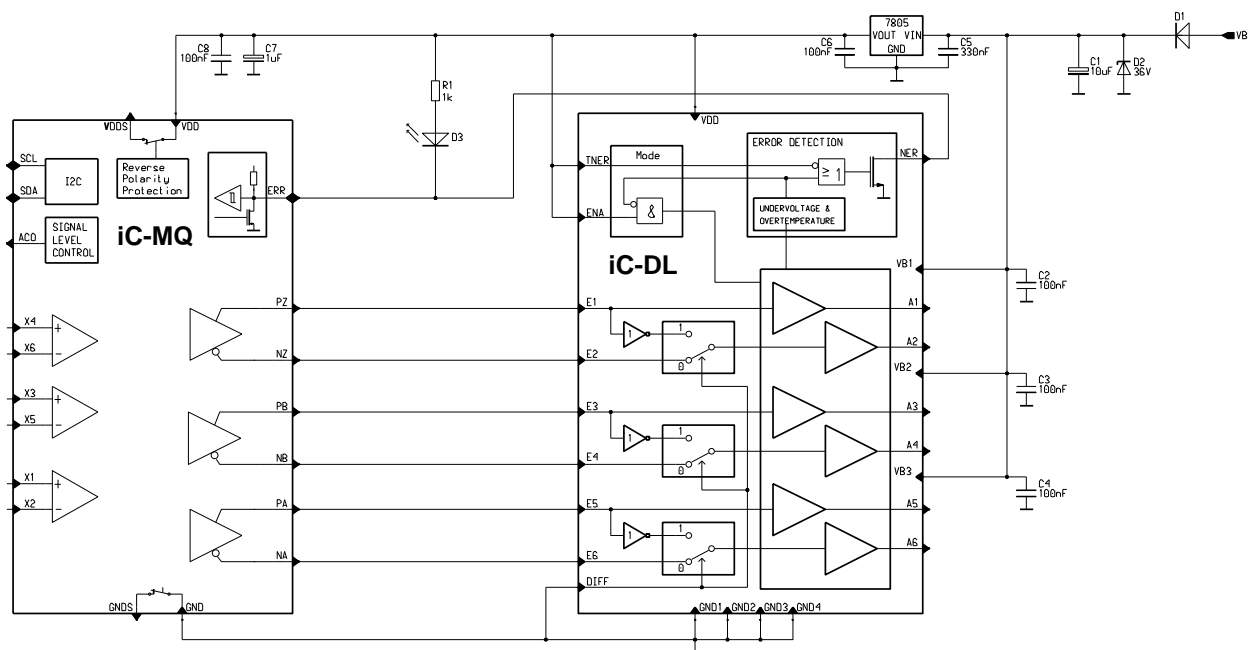 7805
VOUT VIN
GND
C8
100nF
C7
1uF
C6
100nF
C5
330nF
D1
VB
C1
10uF
D2
36V
R1
1k
D3
VDDS
VDD
VDD
SCL
SDA
I2C
Reverse
Polarity
Protection
ERR
ACO
SIGNAL
LEVEL
CONTROL
iC-MQ
TNER
ENA
Mode
&
ERROR DETECTION
≥ 1
NER
UNDERVOLTAGE &
OVERTEMPERATURE
iC-DL
VB1
C2
100nF
PZ
E1
A1
X4
+
X6
-
1
1
0
NZ
E2
A2
VB2
C3
100nF
X3
+
X5
-
PB
E3
A3
1
1
0
NB
E4
A4
VB3
C4
100nF
X1
+
X2
-
PA
E5
A5
1
1
0
NA
E6
A6
DIFF
GNDS
GND
GND1
GND2
GND3
GND4